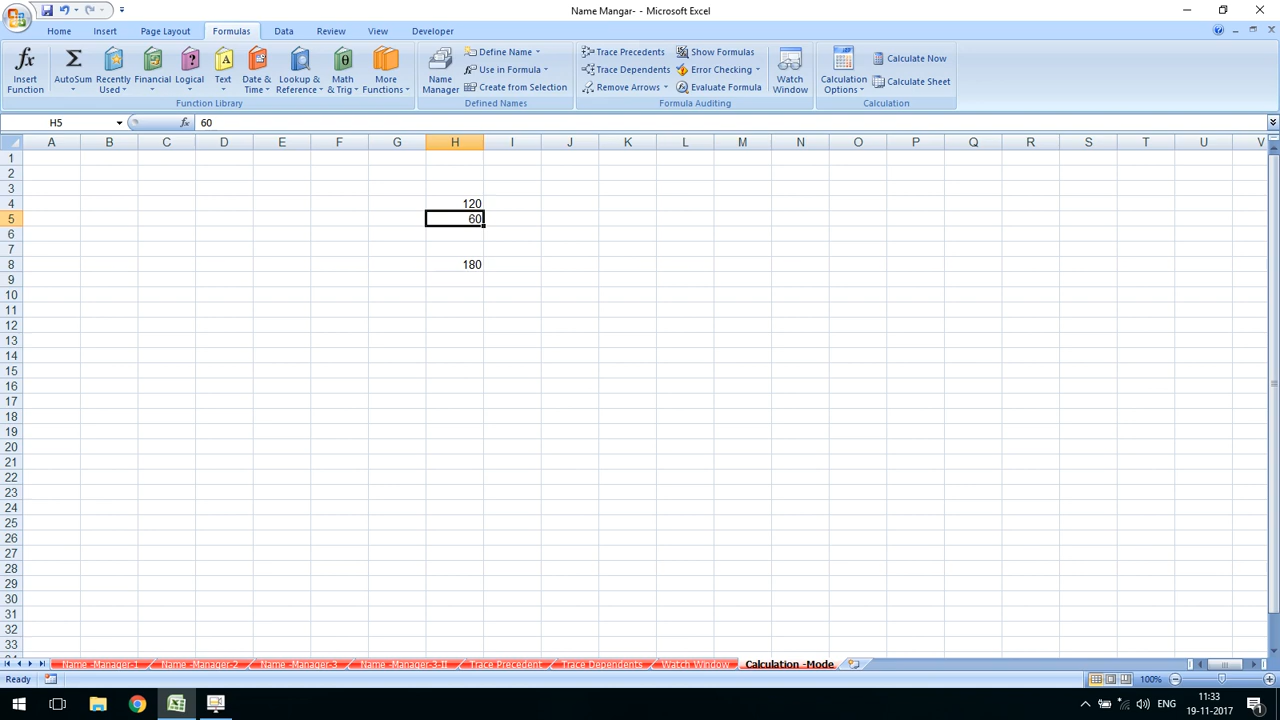 Name Mangar- - Microsoft Excel
Home Insert Page Layout Formulas Data Review View Developer
Insert Function
AutoSum
Recently Used
Financial
Logical
Text
Date & Time
Lookup & Reference
Math & Trig
More Functions
Function Library
Name Manager
Define Name
Use in Formula
Create from Selection
Defined Names
Trace Precedents
Trace Dependents
Remove Arrows
Show Formulas
Error Checking
Evaluate Formula
Formula Auditing
Watch Window
Calculation Options
Calculate Now
Calculate Sheet
Calculation
H5 fx 60
A B C D E F G H I J K L M N O P Q R S T U V
1
2
3
4 120
5 60
6
7
8 180
9
10
11
12
13
14
15
16
17
18
19
20
21
22
23
24
25
26
27
28
29
30
31
32
33
Name -Manager-1 Name -Manager-2 Name -Manager-3 Name -Manager-3-II Trace Precedent Trace Dependents Watch Window Calculation -Mode
Ready 100%
ENG 11:33
19-11-2017